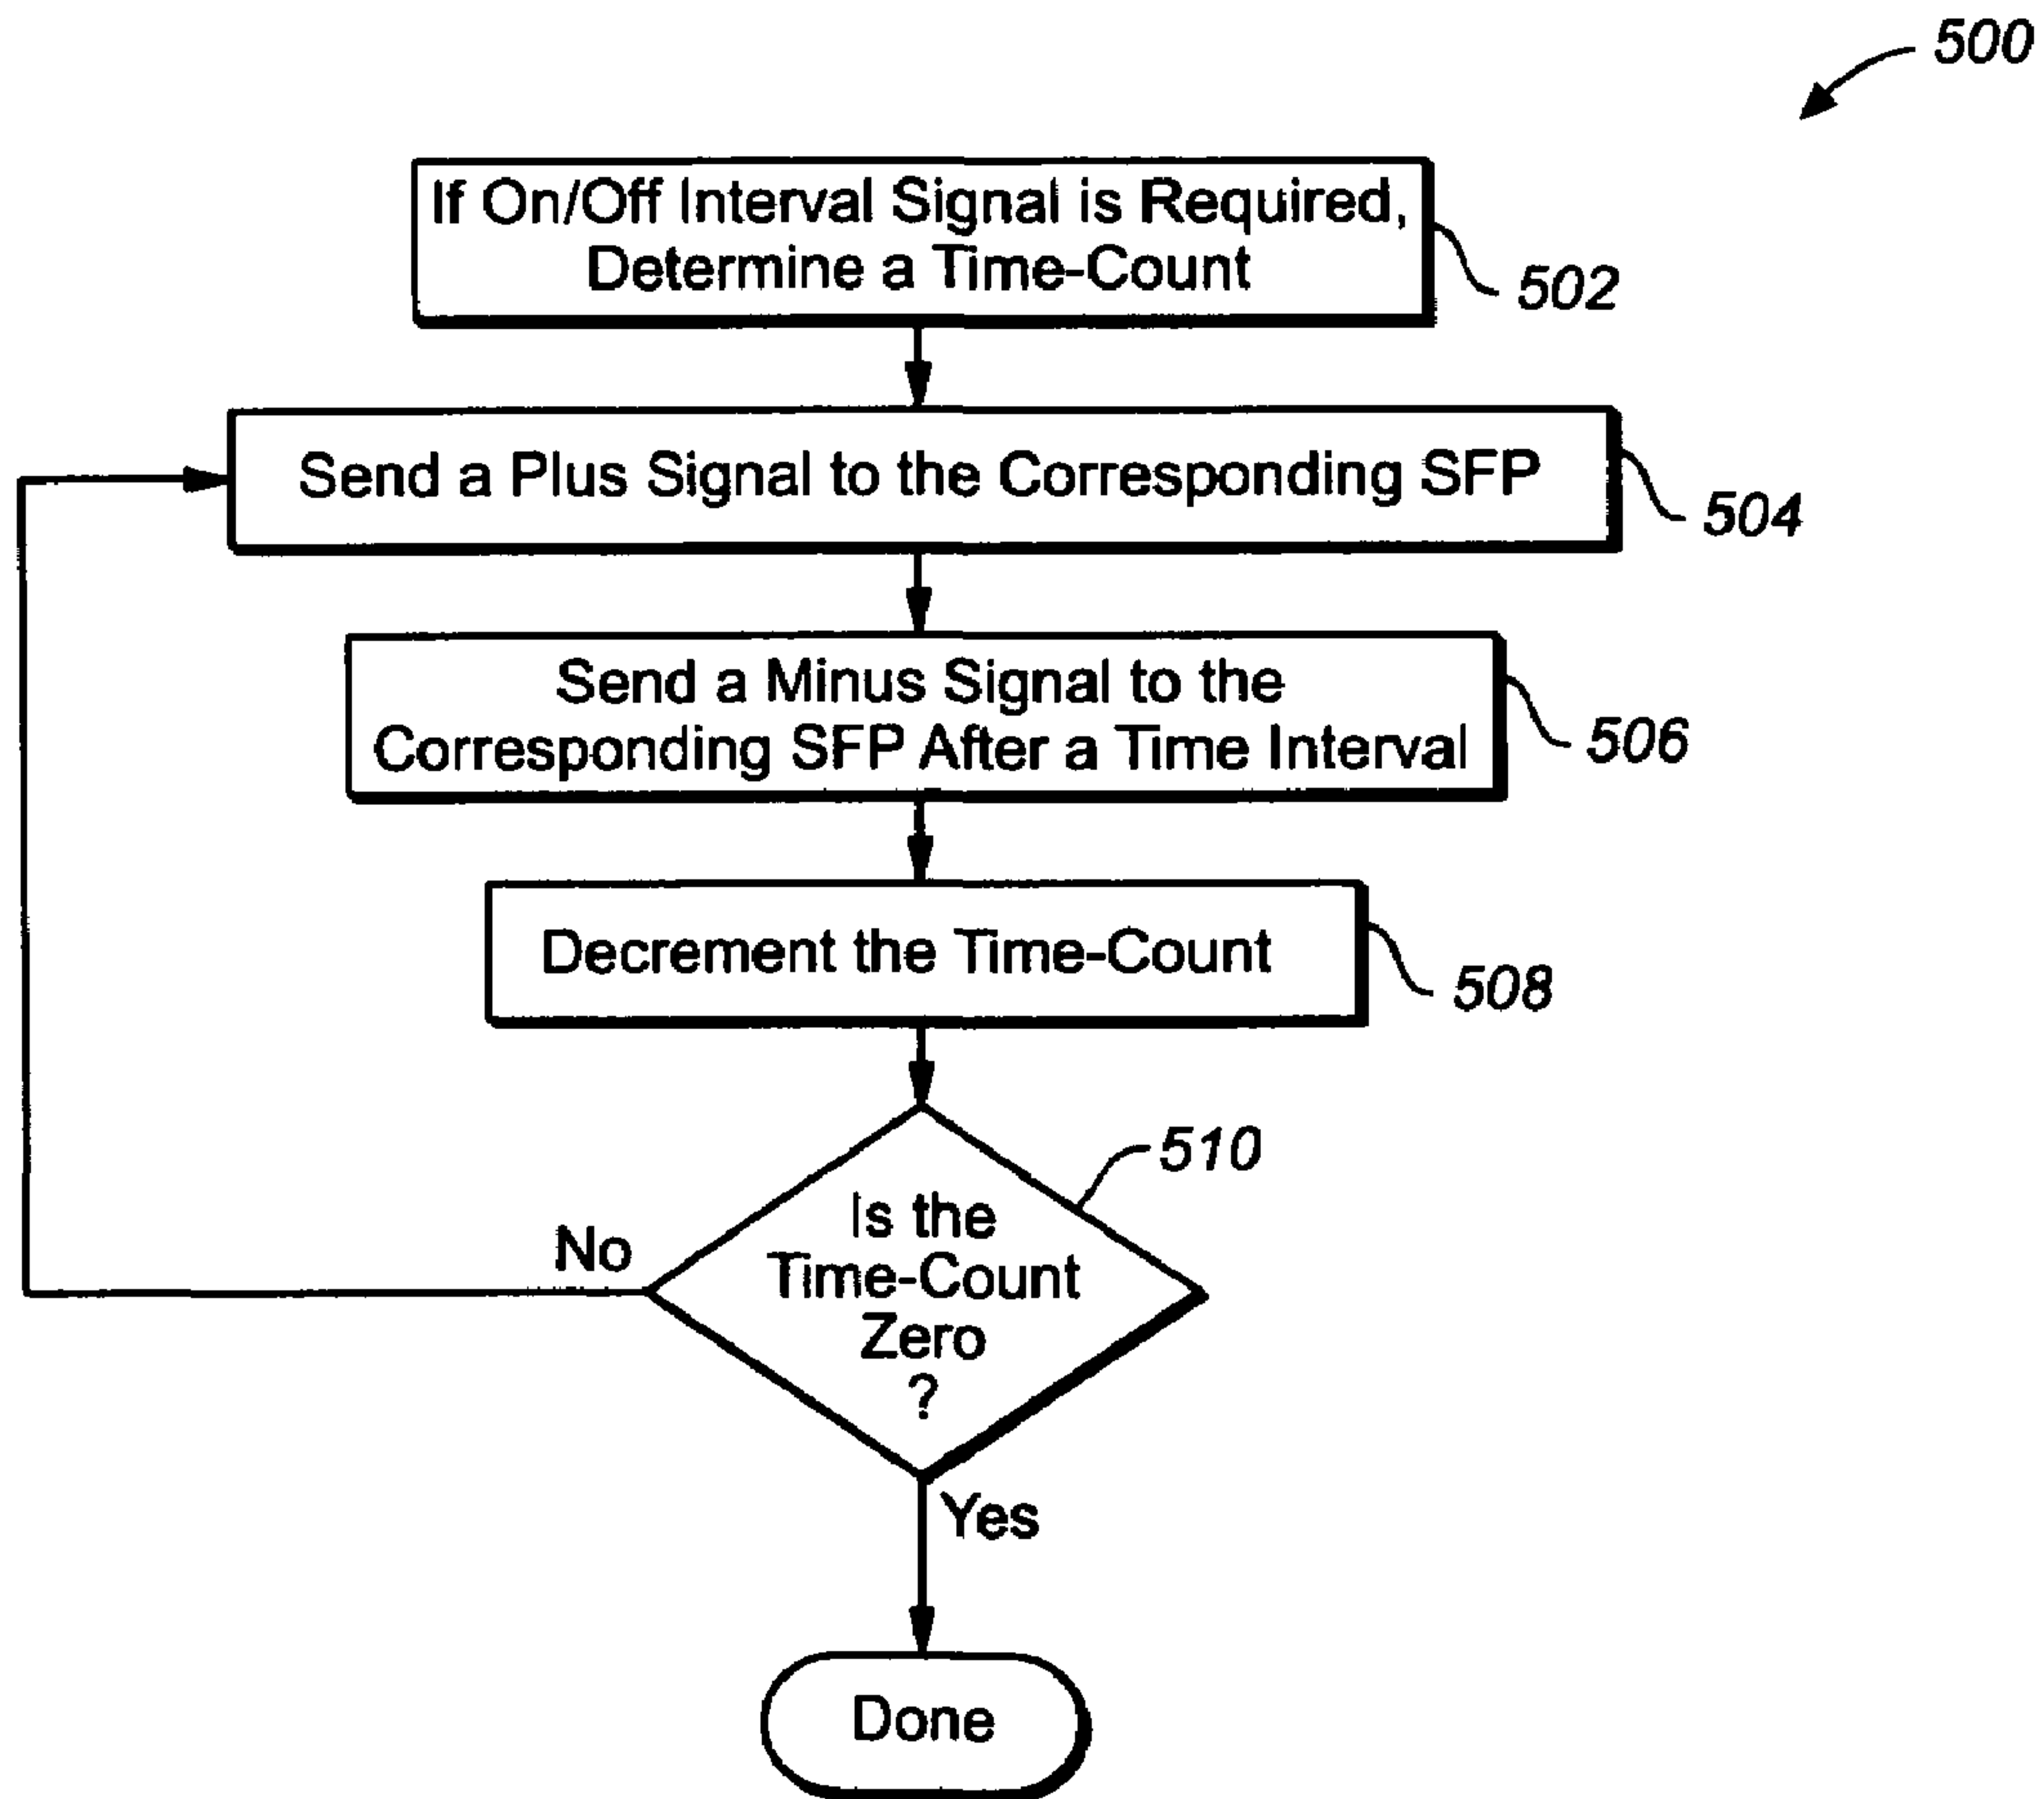 500
If On/Off Interval Signal is Required,
Determine a Time-Count
502
Send a Plus Signal to the Corresponding SFP
504
Send a Minus Signal to the
Corresponding SFP After a Time Interval
506
Decrement the Time-Count
508
510
Is the
Time-Count
Zero
?
No
Yes
Done